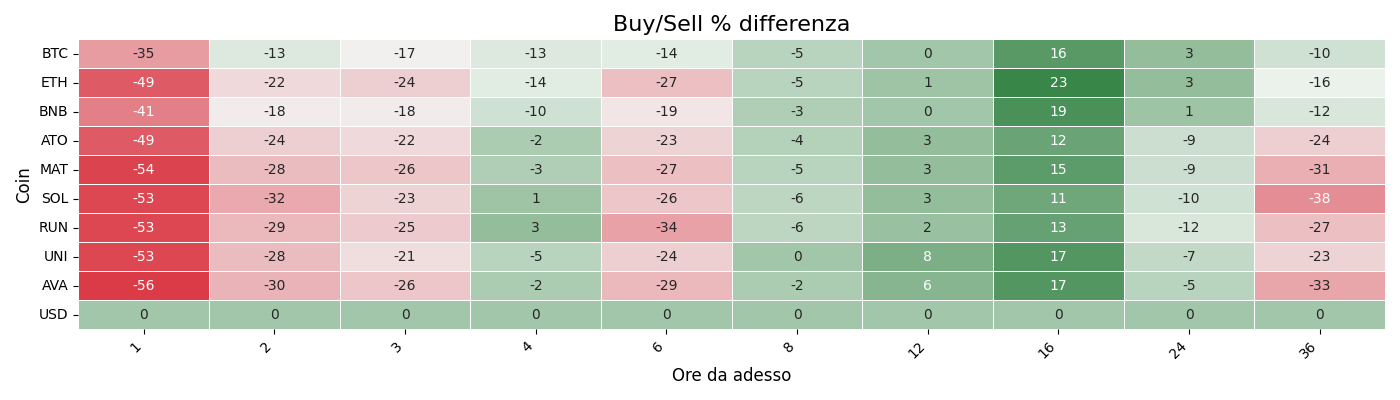 Buy/Sell % differenza
Coin
BTC -35 -13 -17 -13 -14 -5 0 16 3 -10
ETH -49 -22 -24 -14 -27 -5 1 23 3 -16
BNB -41 -18 -18 -10 -19 -3 0 19 1 -12
ATO -49 -24 -22 -2 -23 -4 3 12 -9 -24
MAT -54 -28 -26 -3 -27 -5 3 15 -9 -31
SOL -53 -32 -23 1 -26 -6 3 11 -10 -38
RUN -53 -29 -25 3 -34 -6 2 13 -12 -27
UNI -53 -28 -21 -5 -24 0 8 17 -7 -23
AVA -56 -30 -26 -2 -29 -2 6 17 -5 -33
USD 0 0 0 0 0 0 0 0 0 0
1 2 3 4 6 8 12 16 24 36
Ore da adesso